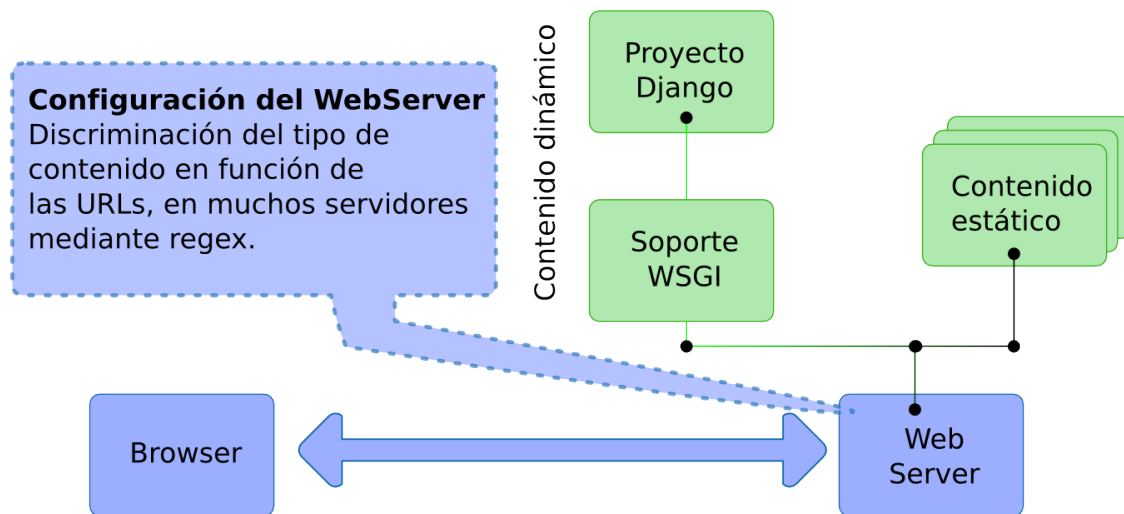 Configuración del WebServer
Discriminación del tipo de
contenido en función de
las URLs, en muchos servidores
mediante regex.
Contenido dinámico
Proyecto
Django
Soporte
WSGI
Contenido
estático
Browser
Web
Server